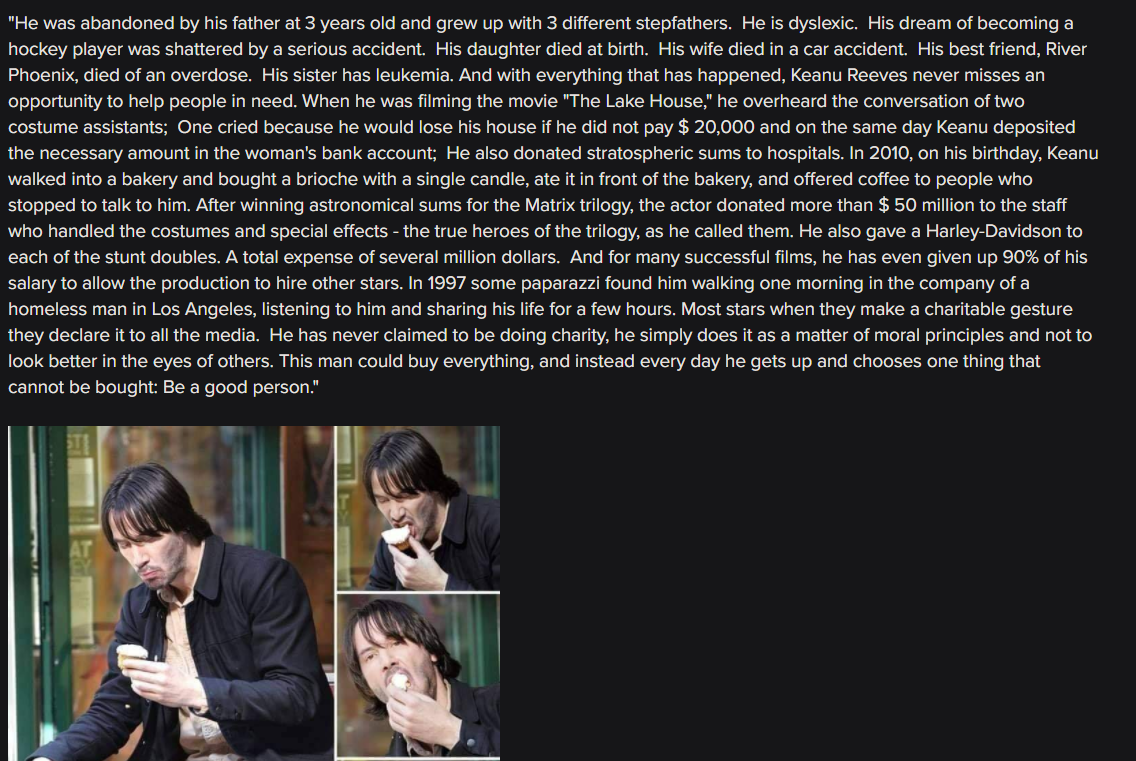 "He was abandoned by his father at 3 years old and grew up with 3 different stepfathers.  He is dyslexic.  His dream of becoming a
hockey player was shattered by a serious accident.  His daughter died at birth.  His wife died in a car accident.  His best friend, River
Phoenix, died of an overdose.  His sister has leukemia. And with everything that has happened, Keanu Reeves never misses an
opportunity to help people in need. When he was filming the movie "The Lake House," he overheard the conversation of two
costume assistants;  One cried because he would lose his house if he did not pay $ 20,000 and on the same day Keanu deposited
the necessary amount in the woman's bank account;  He also donated stratospheric sums to hospitals. In 2010, on his birthday, Keanu
walked into a bakery and bought a brioche with a single candle, ate it in front of the bakery, and offered coffee to people who
stopped to talk to him. After winning astronomical sums for the Matrix trilogy, the actor donated more than $ 50 million to the staff
who handled the costumes and special effects - the true heroes of the trilogy, as he called them. He also gave a Harley-Davidson to
each of the stunt doubles. A total expense of several million dollars.  And for many successful films, he has even given up 90% of his
salary to allow the production to hire other stars. In 1997 some paparazzi found him walking one morning in the company of a
homeless man in Los Angeles, listening to him and sharing his life for a few hours. Most stars when they make a charitable gesture
they declare it to all the media.  He has never claimed to be doing charity, he simply does it as a matter of moral principles and not to
look better in the eyes of others. This man could buy everything, and instead every day he gets up and chooses one thing that
cannot be bought: Be a good person."